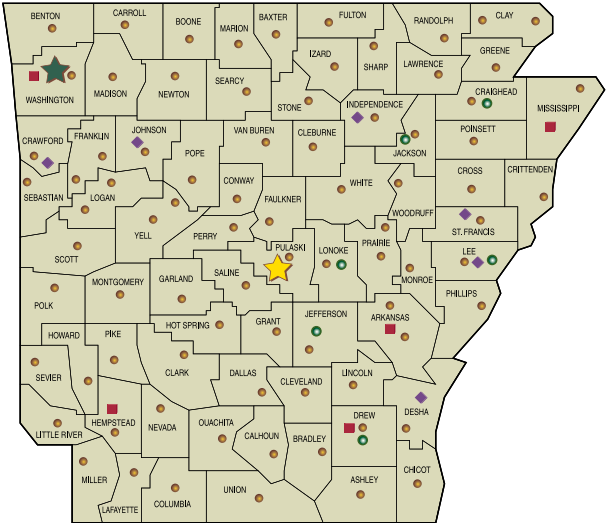 BENTON
CARROLL
BOONE
MARION
BAXTER
FULTON
RANDOLPH
CLAY
IZARD
SHARP
LAWRENCE
GREENE
WASHINGTON
MADISON
NEWTON
SEARCY
STONE
INDEPENDENCE
CRAIGHEAD
MISSISSIPPI
CRAWFORD
FRANKLIN
JOHNSON
POPE
VAN BUREN
CLEBURNE
JACKSON
POINSETT
SEBASTIAN
LOGAN
CONWAY
FAULKNER
WHITE
WOODRUFF
CROSS
CRITTENDEN
ST. FRANCIS
SCOTT
YELL
PERRY
PULASKI
LONOKE
PRAIRIE
MONROE
LEE
PHILLIPS
POLK
MONTGOMERY
GARLAND
SALINE
HOT SPRING
GRANT
JEFFERSON
ARKANSAS
HOWARD
PIKE
SEVIER
CLARK
DALLAS
CLEVELAND
LINCOLN
DESHA
LITTLE RIVER
HEMPSTEAD
NEVADA
OUACHITA
CALHOUN
BRADLEY
DREW
MILLER
LAFAYETTE
COLUMBIA
UNION
ASHLEY
CHICOT